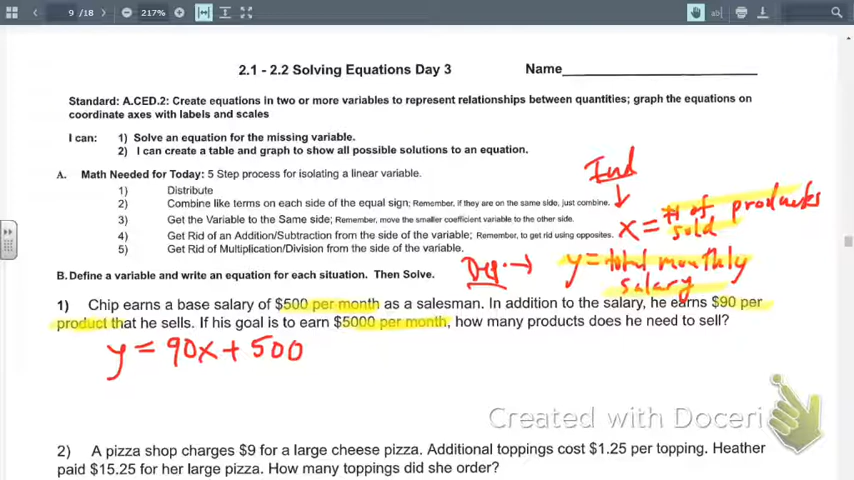 9 /18
217%
2.1 - 2.2 Solving Equations Day 3 Name
Standard: A.CED.2: Create equations in two or more variables to represent relationships between quantities; graph the equations on
coordinate axes with labels and scales
I can: 1) Solve an equation for the missing variable.
2) I can create a table and graph to show all possible solutions to an equation.
A. Math Needed for Today: 5 Step process for isolating a linear variable.
1) Distribute
2) Combine like terms on each side of the equal sign; Remember, if they are on the same side, just combine.
3) Get the Variable to the Same side; Remember, move the smaller coefficient variable to the other side.
4) Get Rid of an Addition/Subtraction from the side of the variable; Remember, to get rid using opposites.
5) Get Rid of Multiplication/Division from the side of the variable.
Ind
x = # of products
sold
Dep → y = total monthly
salary
B. Define a variable and write an equation for each situation. Then Solve.
1) Chip earns a base salary of $500 per month as a salesman. In addition to the salary, he earns $90 per
product that he sells. If his goal is to earn $5000 per month, how many products does he need to sell?
y = 90x + 500
Created with Doceri
2) A pizza shop charges $9 for a large cheese pizza. Additional toppings cost $1.25 per topping. Heather
paid $15.25 for her large pizza. How many toppings did she order?